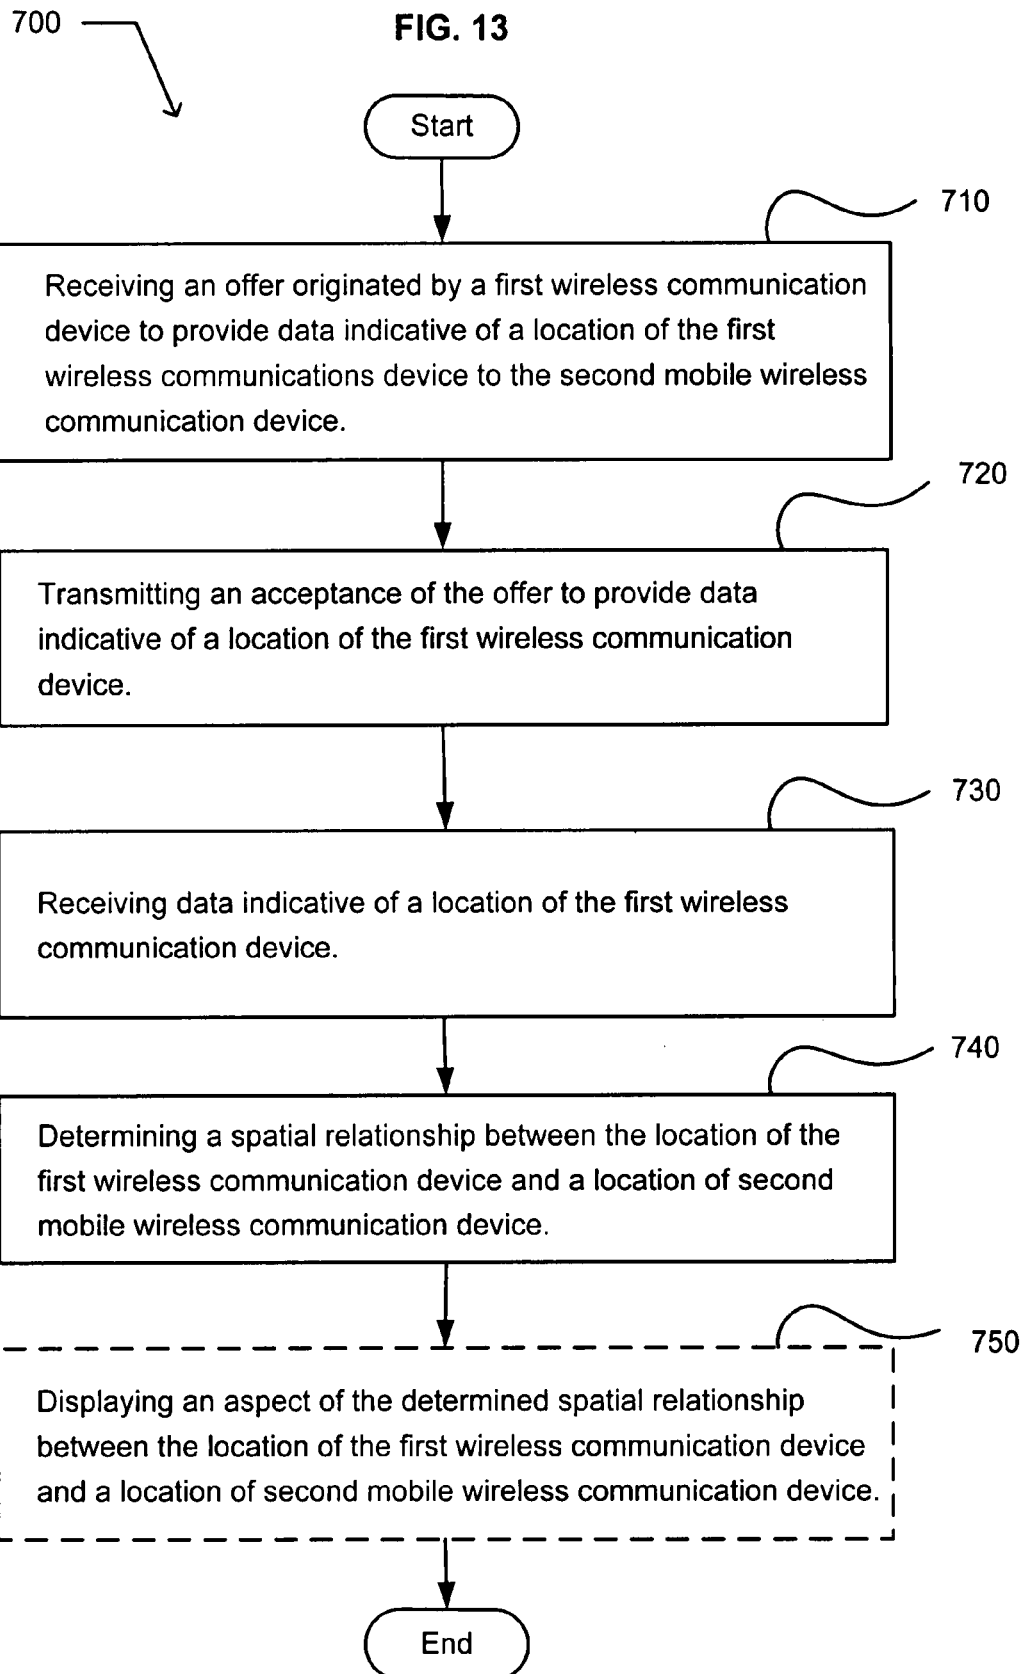 700
FIG. 13
Start
710
Receiving an offer originated by a first wireless communication
device to provide data indicative of a location of the first
wireless communications device to the second mobile wireless
communication device.
720
Transmitting an acceptance of the offer to provide data
indicative of a location of the first wireless communication
device.
730
Receiving data indicative of a location of the first wireless
communication device.
740
Determining a spatial relationship between the location of the
first wireless communication device and a location of second
mobile wireless communication device.
750
Displaying an aspect of the determined spatial relationship
between the location of the first wireless communication device
and a location of second mobile wireless communication device.
End